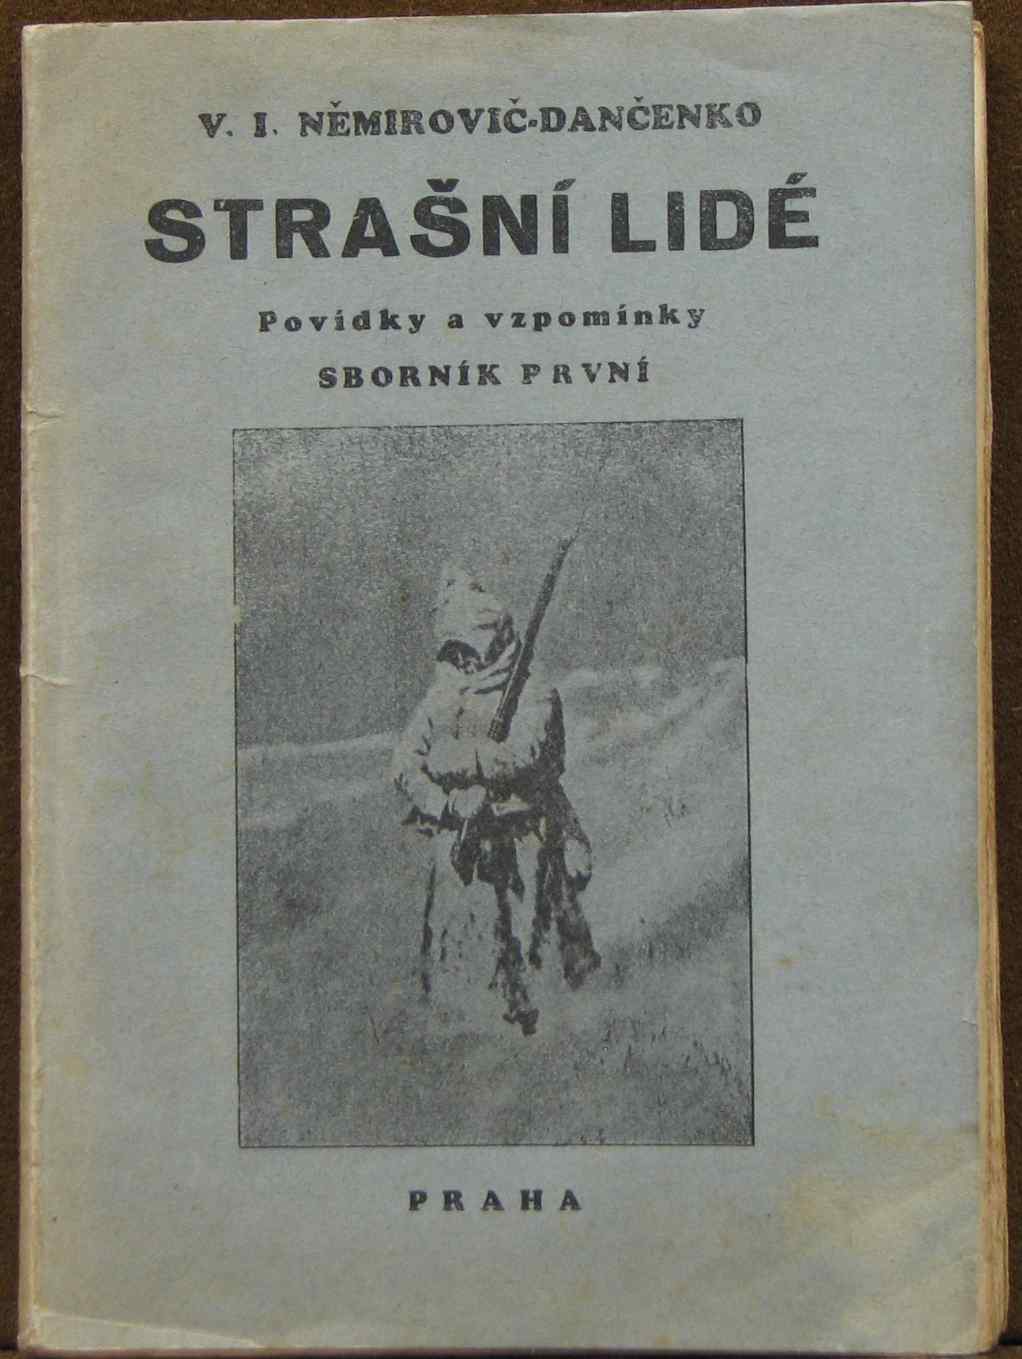 V. I. NĚMIROVIČ-DANČENKO
STRAŠNÍ LIDÉ
Povídky a vzpomínky
SBORNÍK PRVNÍ
PRAHA